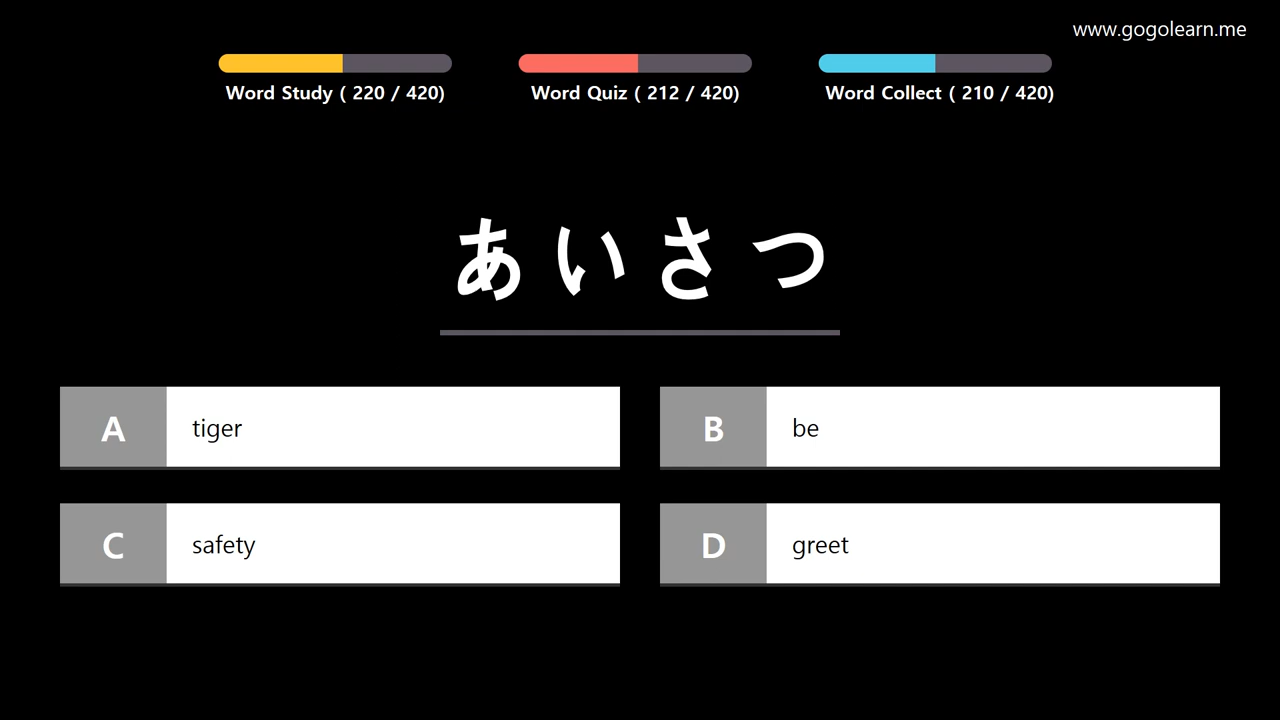 www.gogolearn.me
Word Study ( 220 / 420)
Word Quiz ( 212 / 420)
Word Collect ( 210 / 420)
あいさつ
A tiger
B be
C safety
D greet